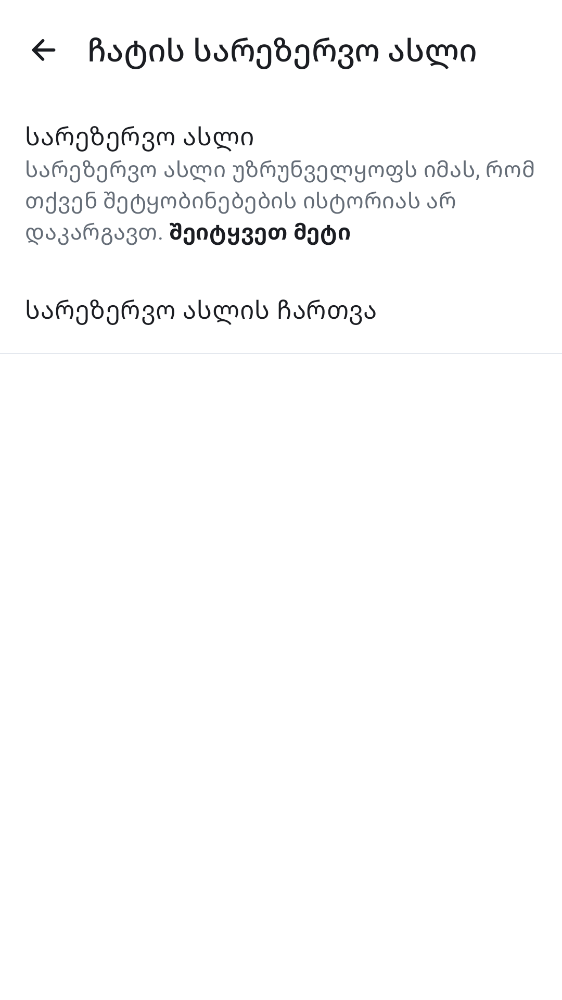 ჩატის სარეზერვო ასლი
სარეზერვო ასლი
სარეზერვო ასლი უზრუნველყოფს იმას, რომ
თქვენ შეტყობინებების ისტორიას არ
დაკარგავთ. შეიტყვეთ მეტი
სარეზერვო ასლის ჩართვა